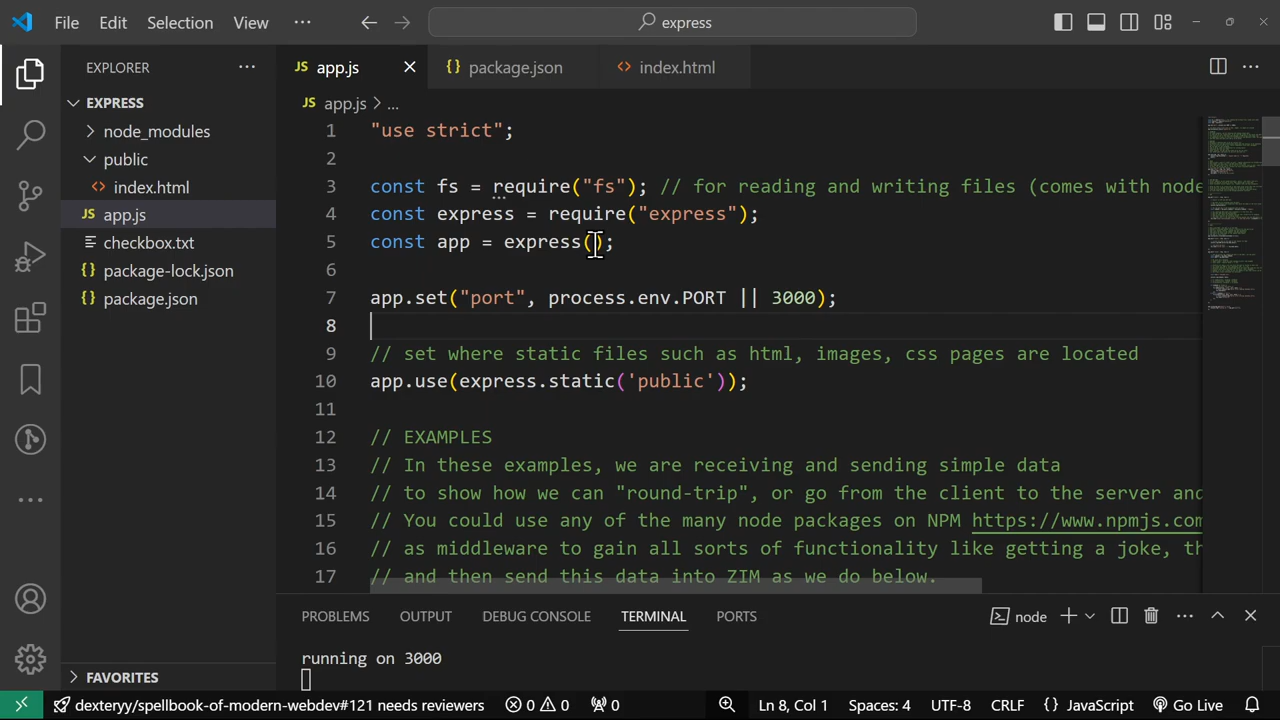 File Edit Selection View ··· express
EXPLORER ···
EXPRESS
node_modules
public
<> index.html
JS app.js
checkbox.txt
{} package-lock.json
{} package.json
FAVORITES
JS app.js {} package.json <> index.html ···
JS app.js > ...
1 "use strict";
2
3 const fs = require("fs"); // for reading and writing files (comes with node
4 const express = require("express");
5 const app = express();
6
7 app.set("port", process.env.PORT || 3000);
8
9 // set where static files such as html, images, css pages are located
10 app.use(express.static('public'));
11
12 // EXAMPLES
13 // In these examples, we are receiving and sending simple data
14 // to show how we can "round-trip", or go from the client to the server and
15 // You could use any of the many node packages on NPM https://www.npmjs.com
16 // as middleware to gain all sorts of functionality like getting a joke, th
17 // and then send this data into ZIM as we do below.
PROBLEMS OUTPUT DEBUG CONSOLE TERMINAL PORTS node ···
running on 3000
dexteryy/spellbook-of-modern-webdev#121 needs reviewers 0 0 0 Ln 8, Col 1 Spaces: 4 UTF-8 CRLF {} JavaScript Go Live